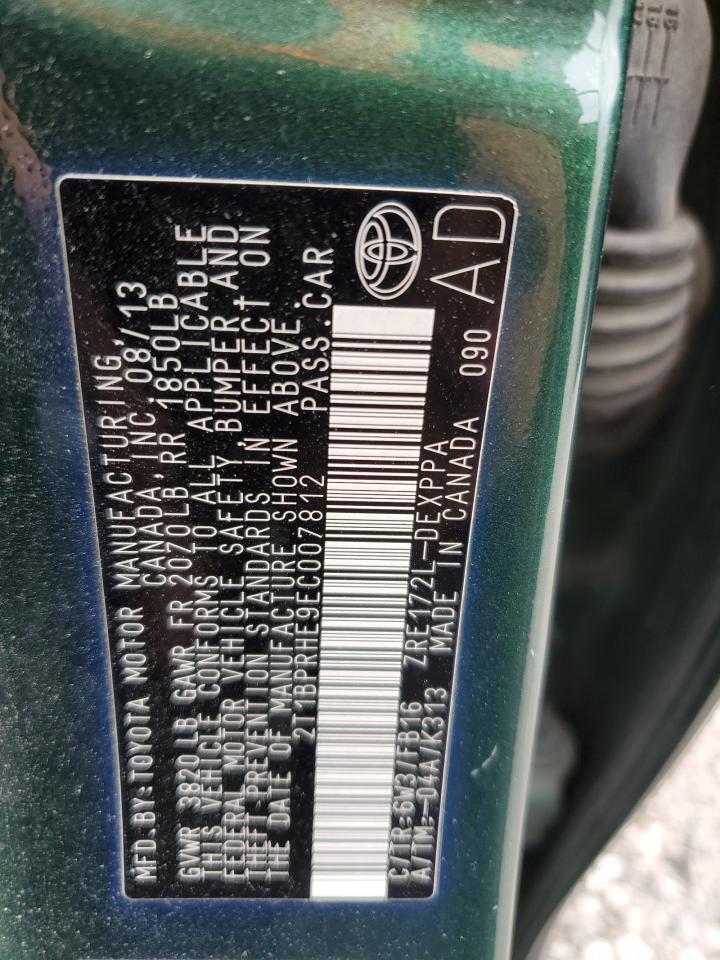 MFD.BY:TOYOTA MOTOR MANUFACTURING,
CANADA,INC. 08/13
GVWR 3820LB GAWR FR 2020LB RR 1850LB
THIS VEHICLE CONFORMS TO ALL APPLICABLE
FEDERAL MOTOR VEHICLE SAFETY,BUMPER AND
THEFT PREVENTION STANDARDS IN EFFECT ON
THE DATE OF MANUFACTURE SHOWN ABOVE.
2T1BPRHE9EC007812 PASS.CAR
C/TR:6W3/FB16 ZRE172L-DEXPPA
A/TM:-04A/K313 MADE IN CANADA 090
AD